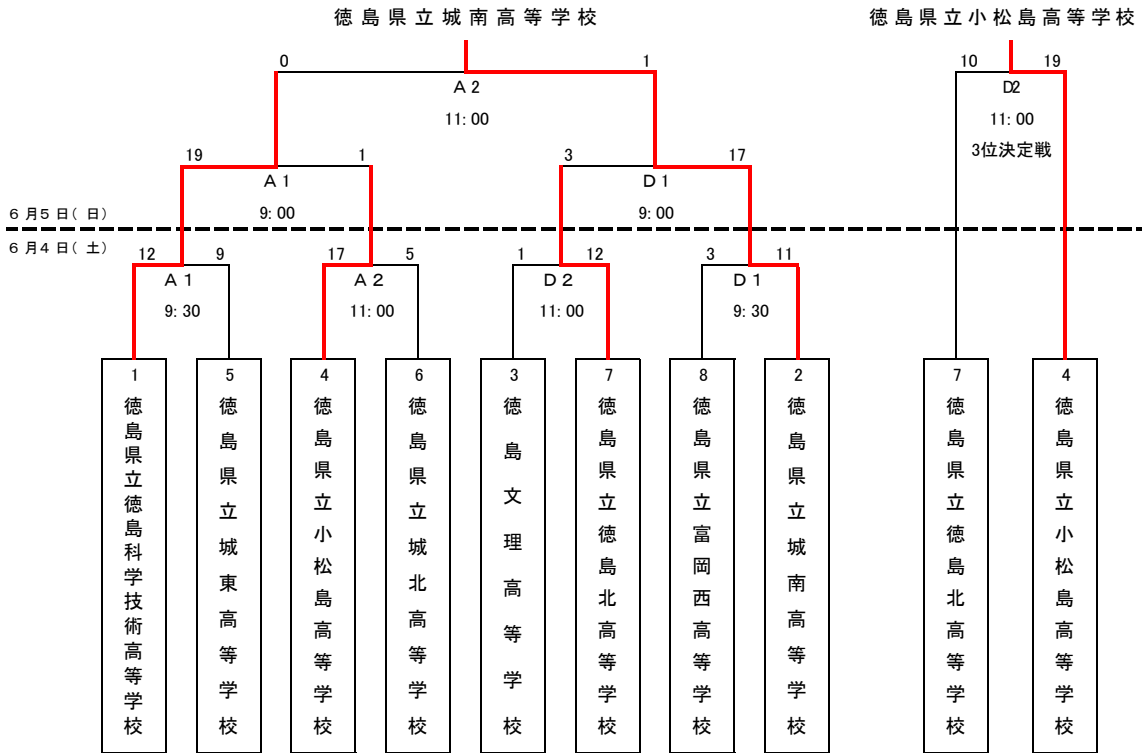 徳島県立城南高等学校
徳島県立小松島高等学校
0 1
10 19
A2
D2
11:00
11:00
3位決定戦
19 1
3 17
A1
D1
9:00
9:00
6月5日(日)
6月4日(土)
12 9
17 5
1 12
3 11
A1
A2
D2
D1
9:30
11:00
11:00
9:30
1
徳島県立徳島科学技術高等学校
5
徳島県立城東高等学校
4
徳島県立小松島高等学校
6
徳島県立城北高等学校
3
徳島文理高等学校
7
徳島県立徳島北高等学校
8
徳島県立富岡西高等学校
2
徳島県立城南高等学校
7
徳島県立徳島北高等学校
4
徳島県立小松島高等学校